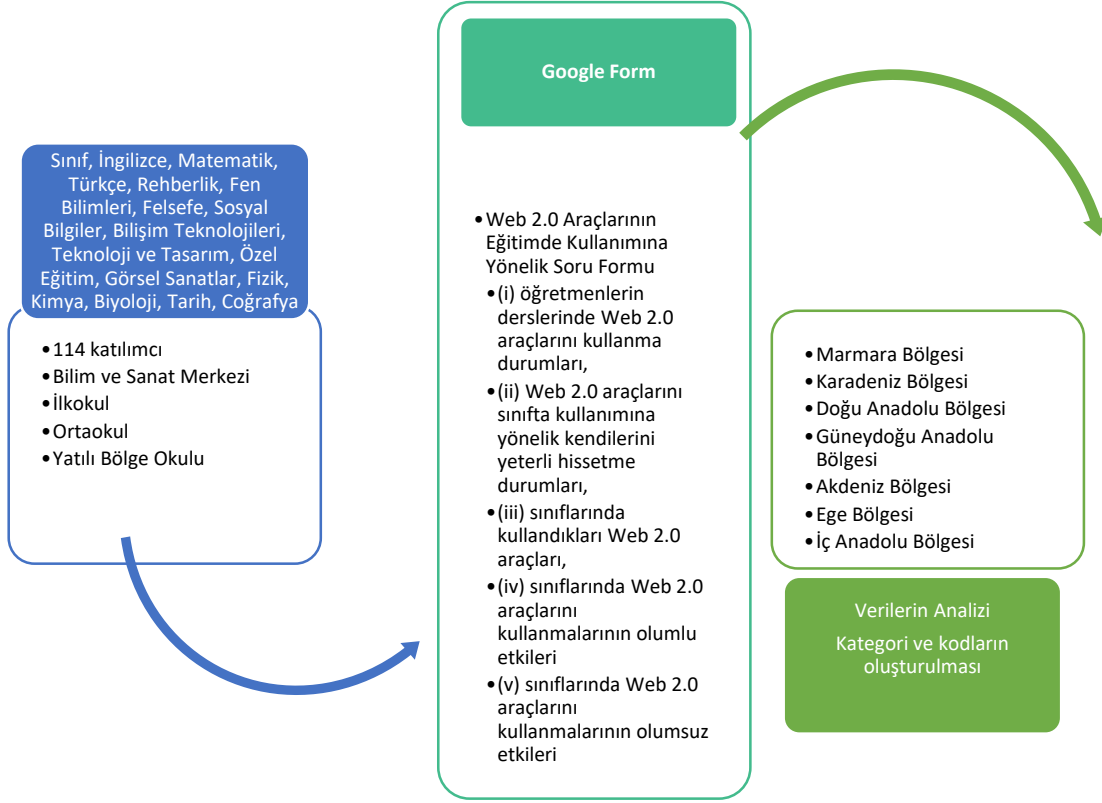 Sınıf, İngilizce, Matematik,
Türkçe, Rehberlik, Fen
Bilimleri, Felsefe, Sosyal
Bilgiler, Bilişim Teknolojileri,
Teknoloji ve Tasarım, Özel
Eğitim, Görsel Sanatlar, Fizik,
Kimya, Biyoloji, Tarih, Coğrafya
•114 katılımcı
•Bilim ve Sanat Merkezi
•İlkokul
•Ortaokul
•Yatılı Bölge Okulu
Google Form
•Web 2.0 Araçlarının
Eğitimde Kullanımına
Yönelik Soru Formu
•(i) öğretmenlerin
derslerinde Web 2.0
araçlarını kullanma
durumları,
•(ii) Web 2.0 araçlarını
sınıfta kullanımına
yönelik kendilerini
yeterli hissetme
durumları,
•(iii) sınıflarında
kullandıkları Web 2.0
araçları,
•(iv) sınıflarında Web 2.0
araçlarını
kullanmalarının olumlu
etkileri
•(v) sınıflarında Web 2.0
araçlarını
kullanmalarının olumsuz
etkileri
•Marmara Bölgesi
•Karadeniz Bölgesi
•Doğu Anadolu Bölgesi
•Güneydoğu Anadolu
Bölgesi
•Akdeniz Bölgesi
•Ege Bölgesi
•İç Anadolu Bölgesi
Verilerin Analizi
Kategori ve kodların
oluşturulması